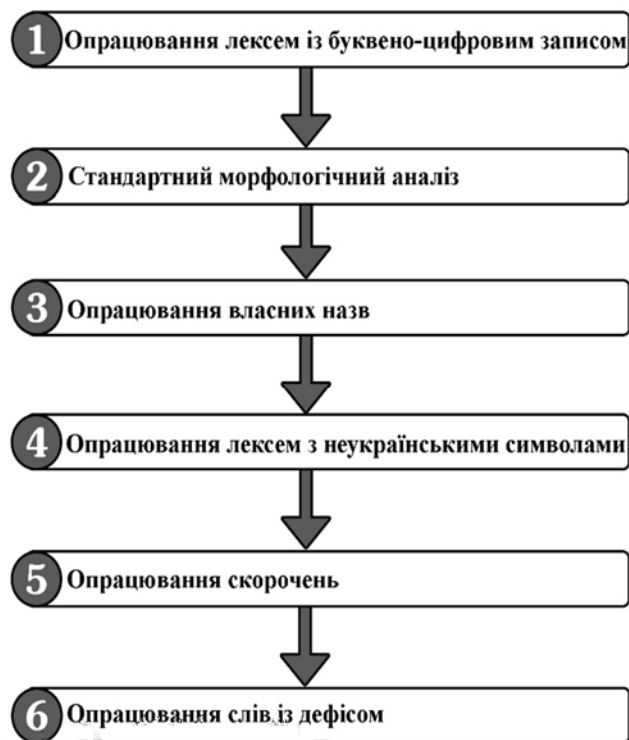 1 Опрацювання лексем із буквено-цифровим записом
2 Стандартний морфологічний аналіз
3 Опрацювання власних назв
4 Опрацювання лексем з неукраїнськими символами
5 Опрацювання скорочень
6 Опрацювання слів із дефісом